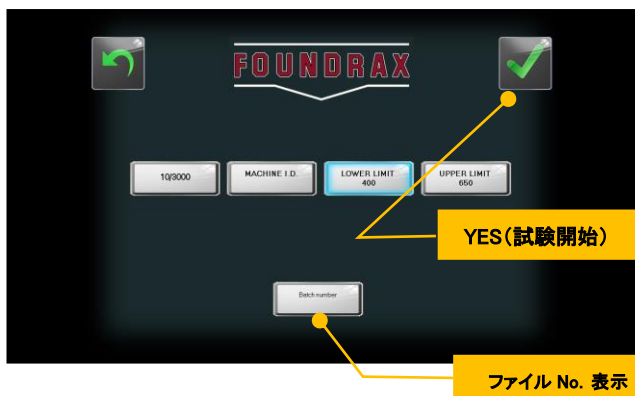 FOUNDRAX
10/3000
MACHINE I.D.
LOWER LIMIT
400
UPPER LIMIT
650
YES(試験開始)
Batch number
ファイル No. 表示